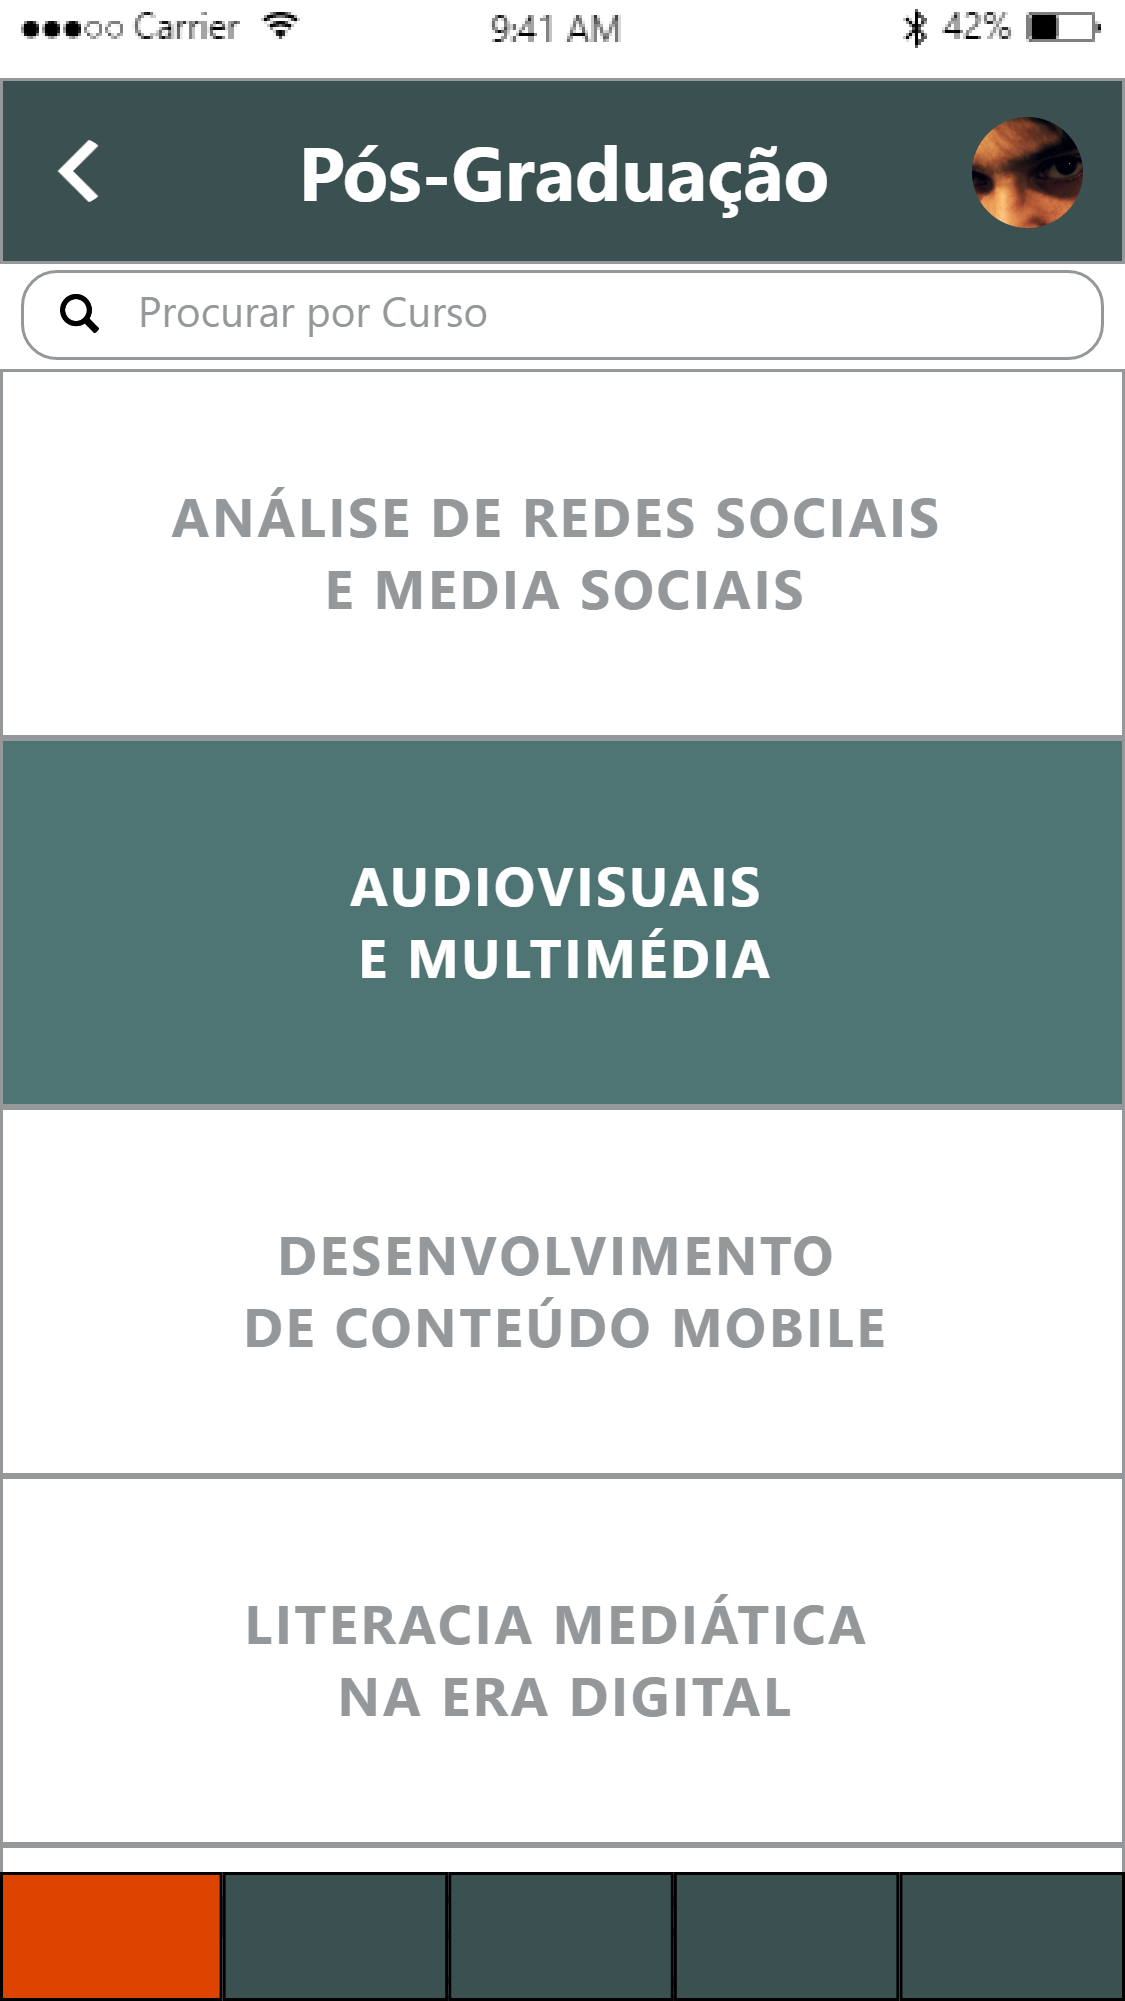 Carrier 9:41 AM 42%
Pós-Graduação
Procurar por Curso
ANÁLISE DE REDES SOCIAIS
E MEDIA SOCIAIS
AUDIOVISUAIS
E MULTIMÉDIA
DESENVOLVIMENTO
DE CONTEÚDO MOBILE
LITERACIA MEDIÁTICA
NA ERA DIGITAL